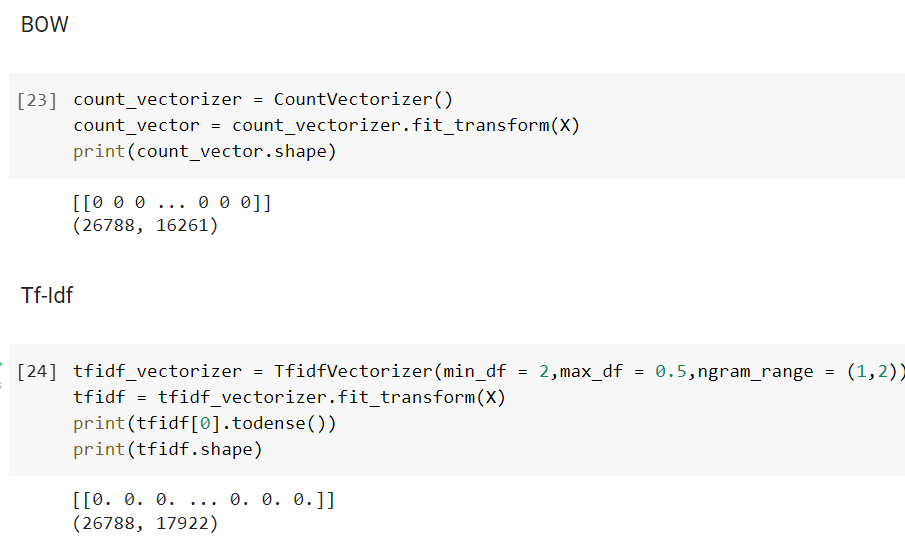 BOW
[23] count_vectorizer = CountVectorizer()
count_vector = count_vectorizer.fit_transform(X)
print(count_vector.shape)
[[0 0 0 ... 0 0 0]]
(26788, 16261)
Tf-Idf
[24] tfidf_vectorizer = TfidfVectorizer(min_df = 2,max_df = 0.5,ngram_range = (1,2))
tfidf = tfidf_vectorizer.fit_transform(X)
print(tfidf[0].todense())
print(tfidf.shape)
[[0. 0. 0. ... 0. 0. 0.]]
(26788, 17922)